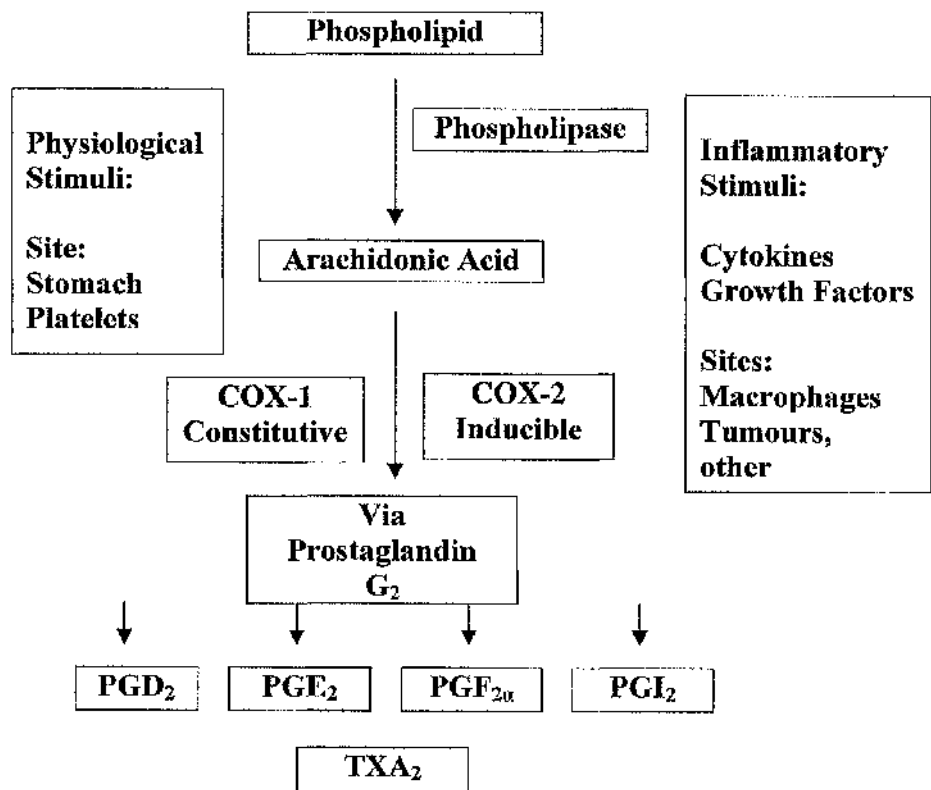 Phospholipid
Phospholipase
Physiological
Stimuli:
Site:
Stomach
Platelets
Inflammatory
Stimuli:
Cytokines
Growth Factors
Sites:
Macrophages
Tumours,
other
Arachidonic Acid
COX-1
Constitutive
COX-2
Inducible
Via
Prostaglandin
G₂
PGD₂
PGE₂
PGF₂α
PGI₂
TXA₂